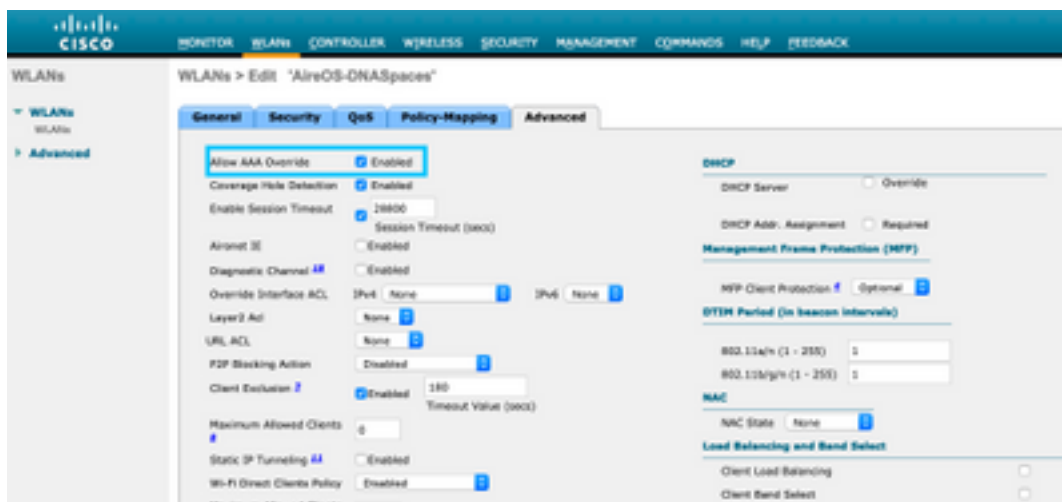 CISCO
MONITOR WLANs CONTROLLER WIRELESS SECURITY MANAGEMENT COMMANDS HELP FEEDBACK
WLANs
WLANs > Edit 'AireOS-DNASpaces'
WLANs
WLANs
Advanced
General Security QoS Policy-Mapping Advanced
Allow AAA Override Enabled
Coverage Hole Detection Enabled
Enable Session Timeout 28800
Session Timeout (secs)
Aironet IE Enabled
Diagnostic Channel 18 Enabled
Override Interface ACL IPv4 None IPv6 None
Layer2 Acl None
URL ACL None
P2P Blocking Action Disabled
Client Exclusion Enabled 180
Timeout Value (secs)
Maximum Allowed Clients 0
Static IP Tunneling Enabled
Wi-Fi Direct Clients Policy Disabled
DHCP
DHCP Server Override
DHCP Addr. Assignment Required
Management Frame Protection (MFP)
MFP Client Protection Optional
DTIM Period (in beacon intervals)
802.11a/n (1 - 255) 1
802.11b/g/n (1 - 255) 1
NAC
NAC State None
Load Balancing and Band Select
Client Load Balancing
Client Band Select